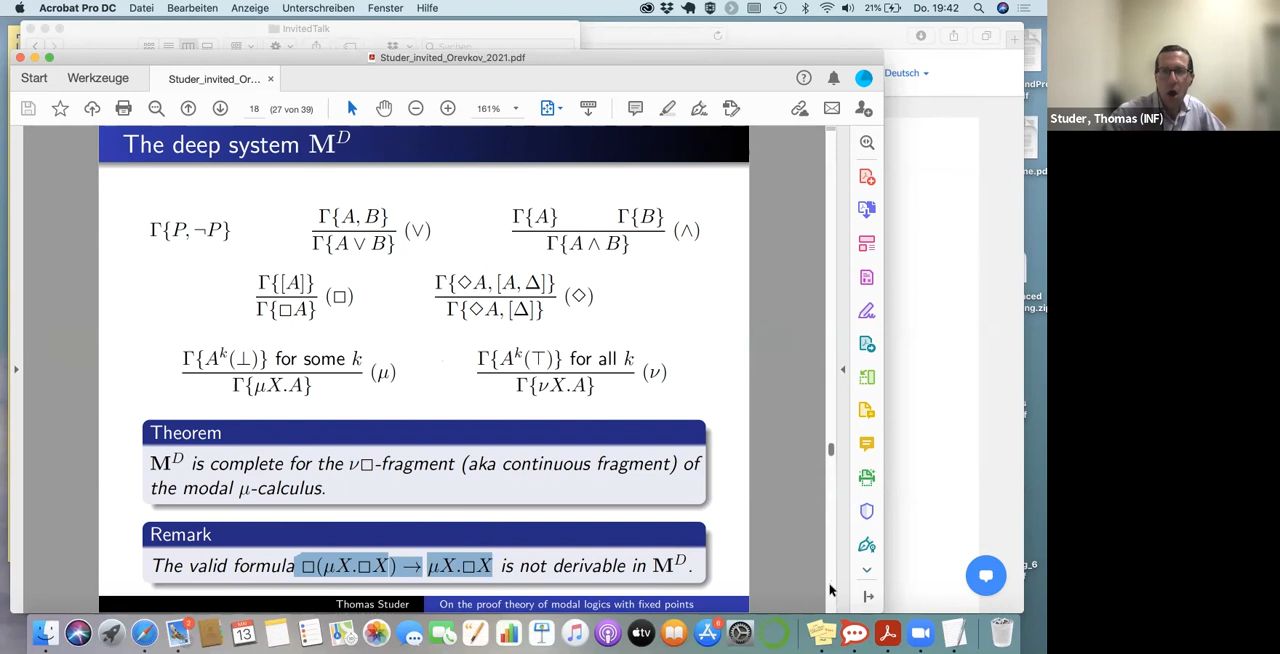 Acrobat Pro DC Datei Bearbeiten Anzeige Unterschreiben Fenster Hilfe 21% Do. 19:42
InvitedTalk
Suchen
Studer_invited_Orevkov_2021.pdf
Start Werkzeuge Studer_invited_Or... ×
Deutsch
18 (27 von 39) 161%
Studer, Thomas (INF)
The deep system M^D
Γ{P, ¬P}
Γ{A, B}
Γ{A ∨ B} (∨)
Γ{A} Γ{B}
Γ{A ∧ B} (∧)
Γ{[A]}
Γ{□A} (□)
Γ{◇A, [A, Δ]}
Γ{◇A, [Δ]} (◇)
Γ{A^k(⊥)} for some k
Γ{μX.A} (μ)
Γ{A^k(⊤)} for all k
Γ{νX.A} (ν)
Theorem
M^D is complete for the ν□-fragment (aka continuous fragment) of
the modal μ-calculus.
Remark
The valid formula □(μX.□X) → μX.□X is not derivable in M^D.
Thomas Studer On the proof theory of modal logics with fixed points
MAI
13